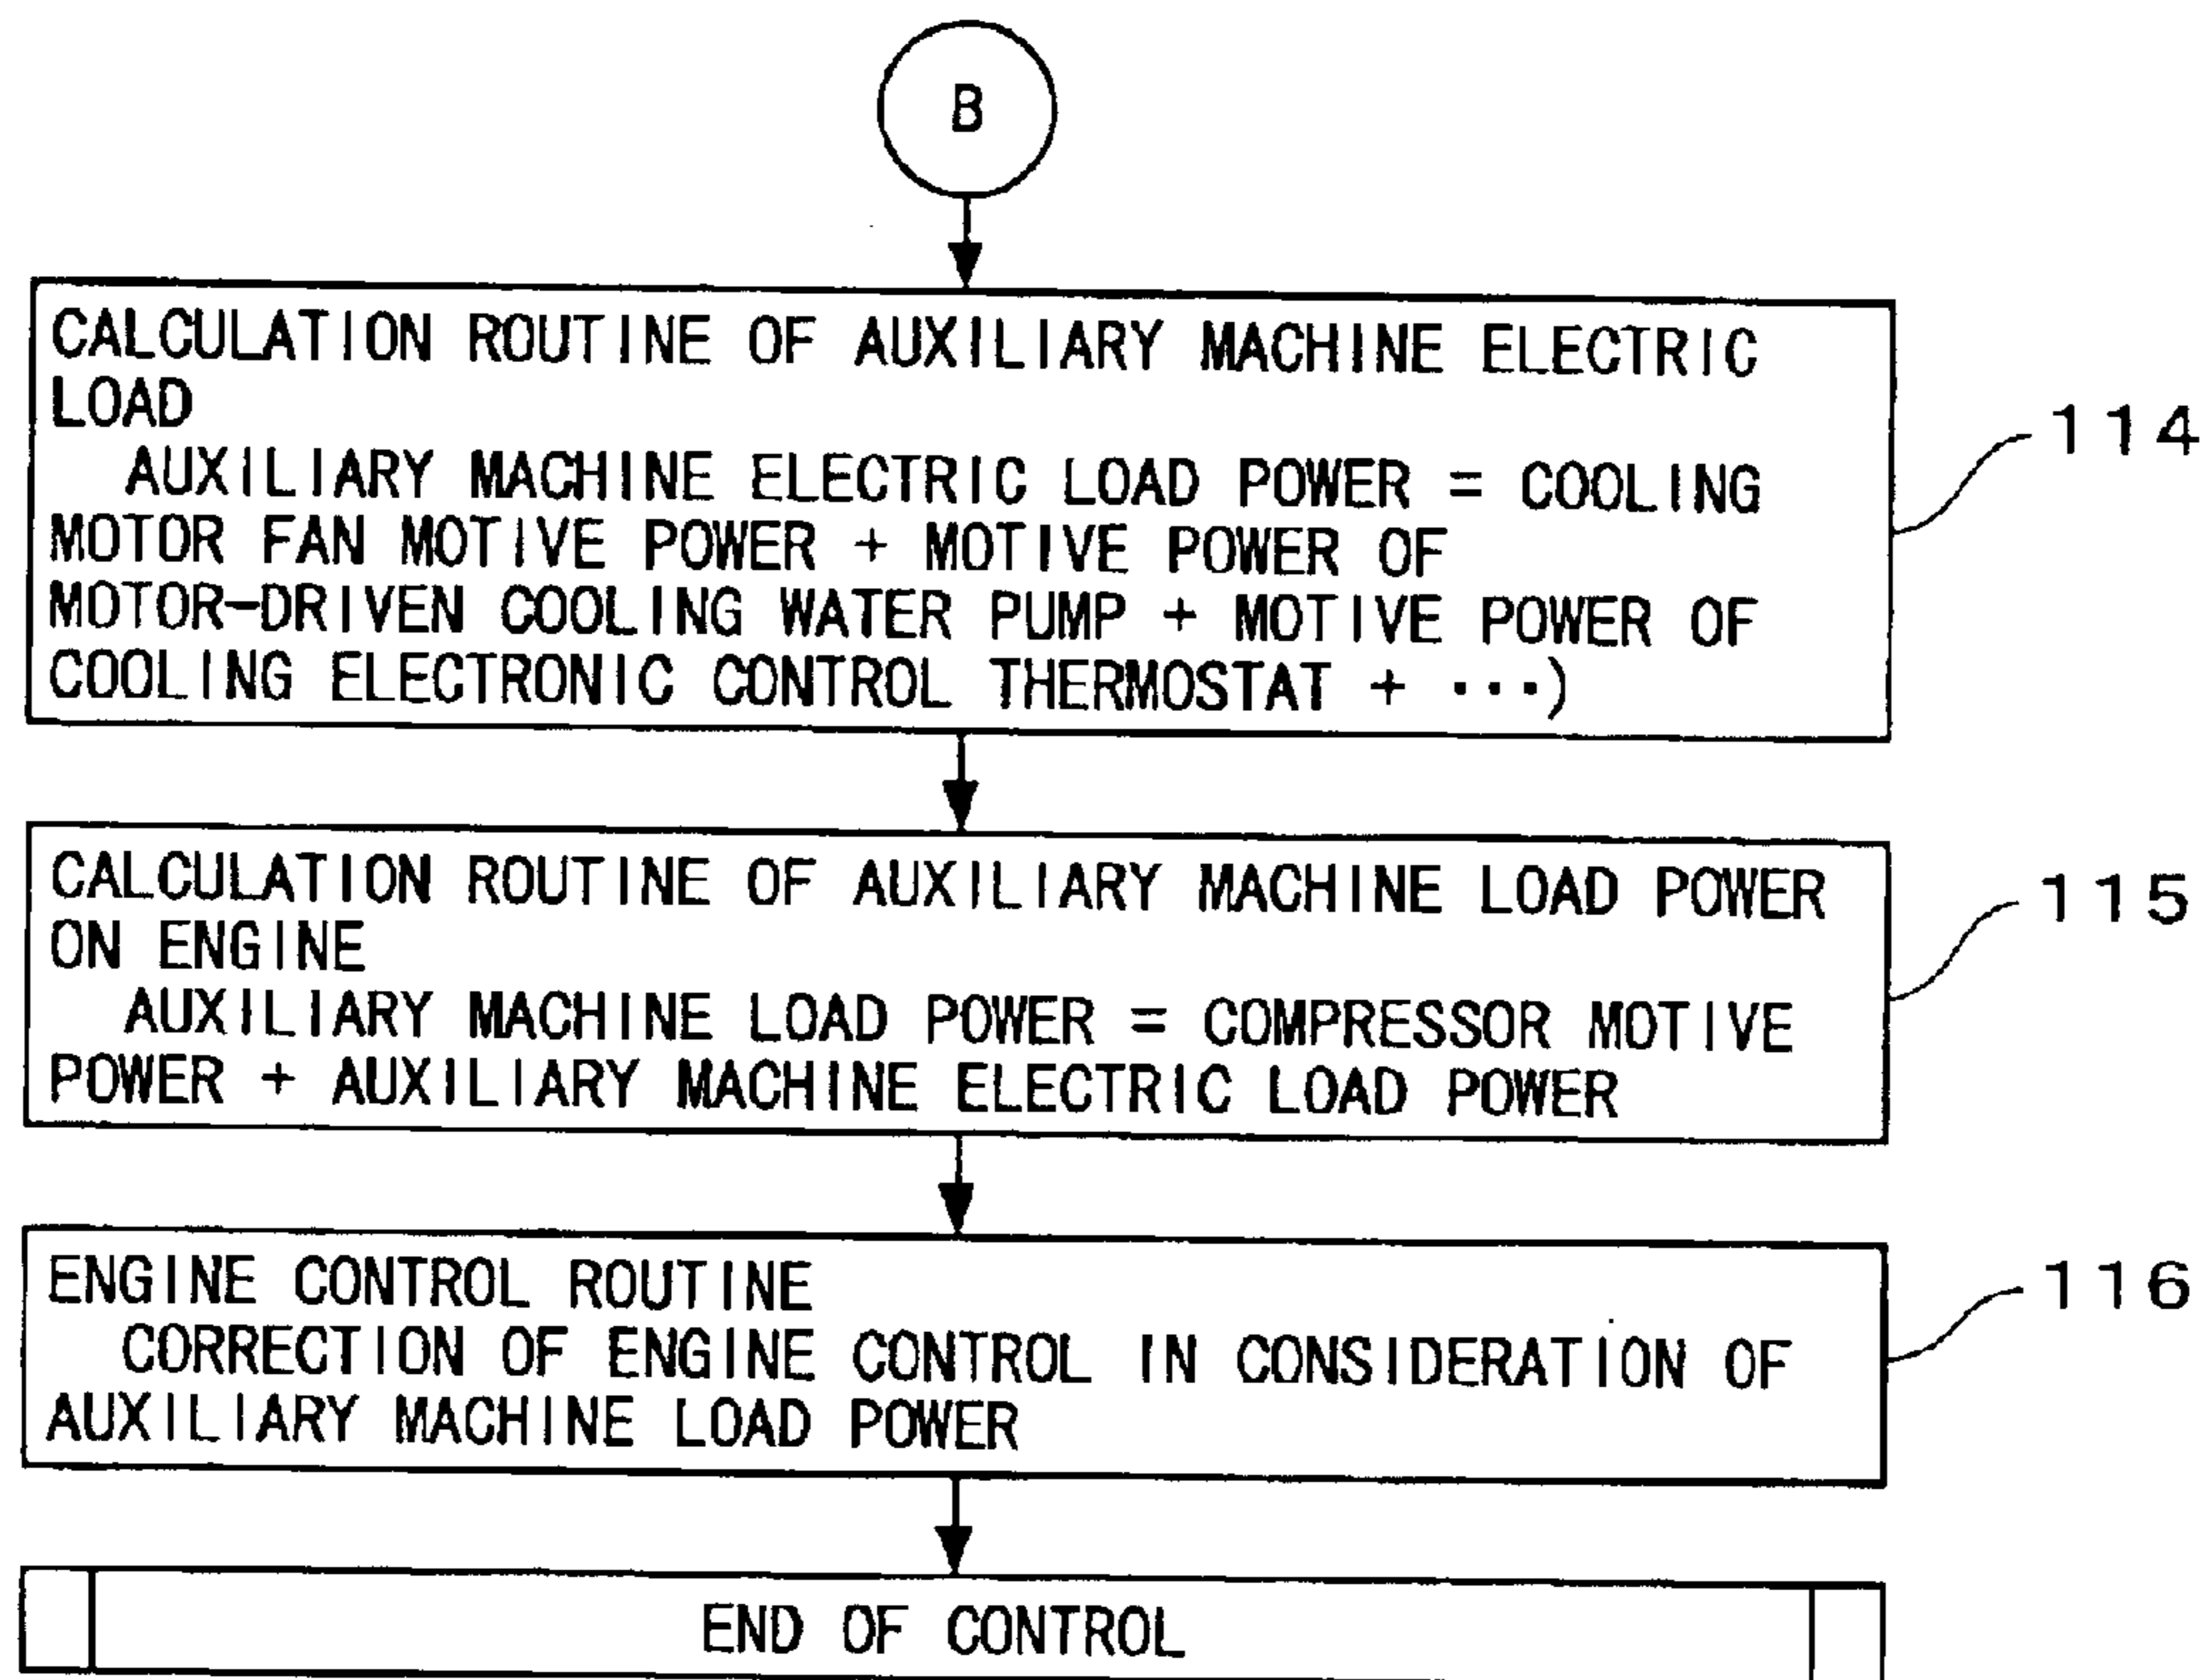 B
CALCULATION ROUTINE OF AUXILIARY MACHINE ELECTRIC
LOAD
AUXILIARY MACHINE ELECTRIC LOAD POWER = COOLING
MOTOR FAN MOTIVE POWER + MOTIVE POWER OF
MOTOR-DRIVEN COOLING WATER PUMP + MOTIVE POWER OF
COOLING ELECTRONIC CONTROL THERMOSTAT + ···)
114
CALCULATION ROUTINE OF AUXILIARY MACHINE LOAD POWER
ON ENGINE
AUXILIARY MACHINE LOAD POWER = COMPRESSOR MOTIVE
POWER + AUXILIARY MACHINE ELECTRIC LOAD POWER
115
ENGINE CONTROL ROUTINE
CORRECTION OF ENGINE CONTROL IN CONSIDERATION OF
AUXILIARY MACHINE LOAD POWER
116
END OF CONTROL